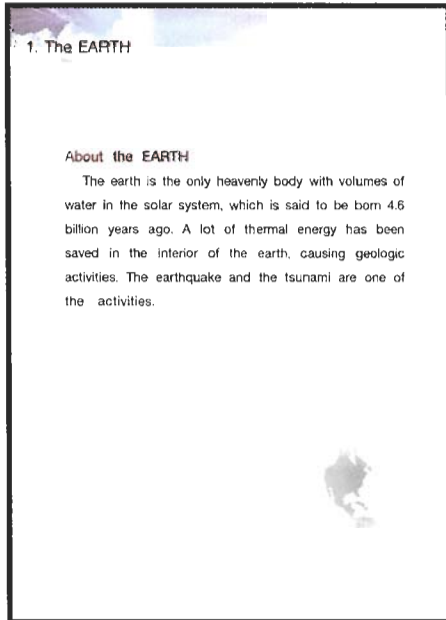 1. The EARTH
About the EARTH
The earth is the only heavenly body with volumes of
water in the solar system, which is said to be born 4.6
billion years ago. A lot of thermal energy has been
saved in the interior of the earth, causing geologic
activities. The earthquake and the tsunami are one of
the activities.